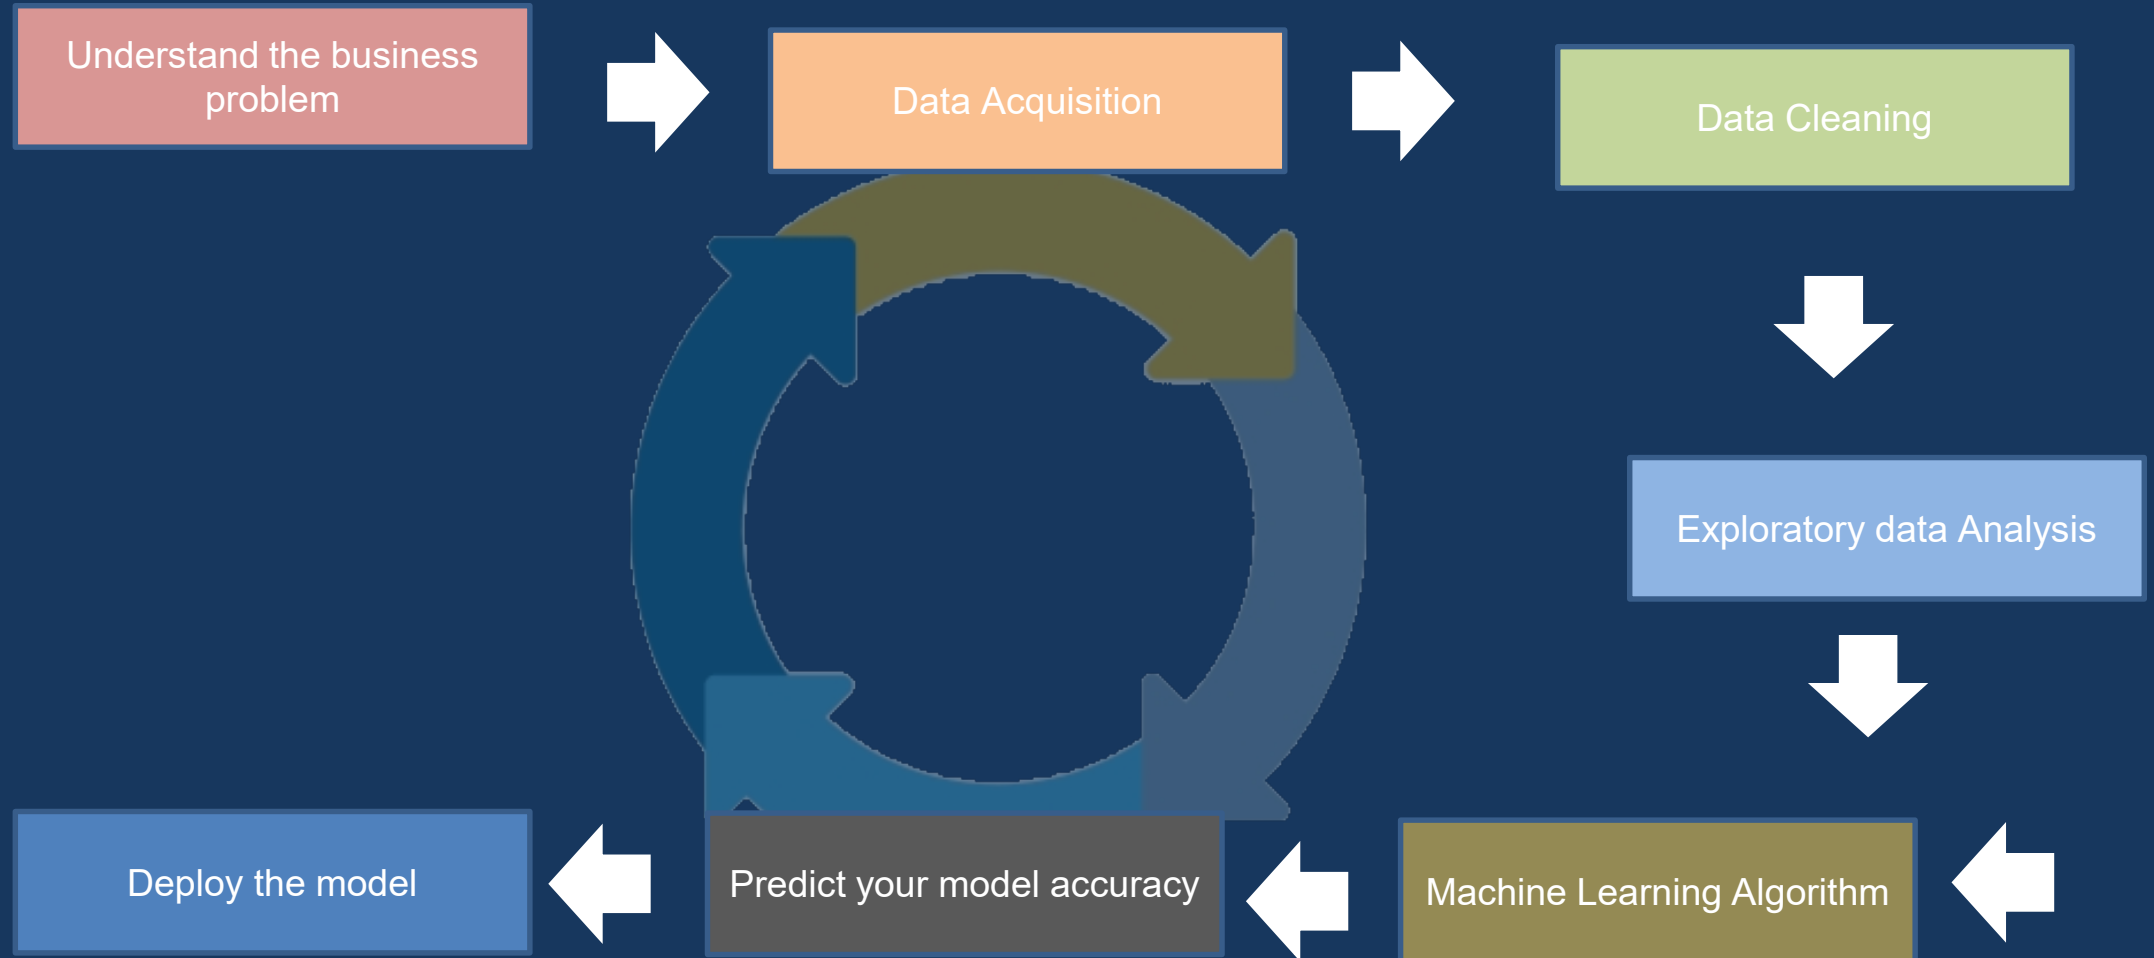 Understand the business
problem
Data Acquisition
Data Cleaning
Exploratory data Analysis
Machine Learning Algorithm
Predict your model accuracy
Deploy the model